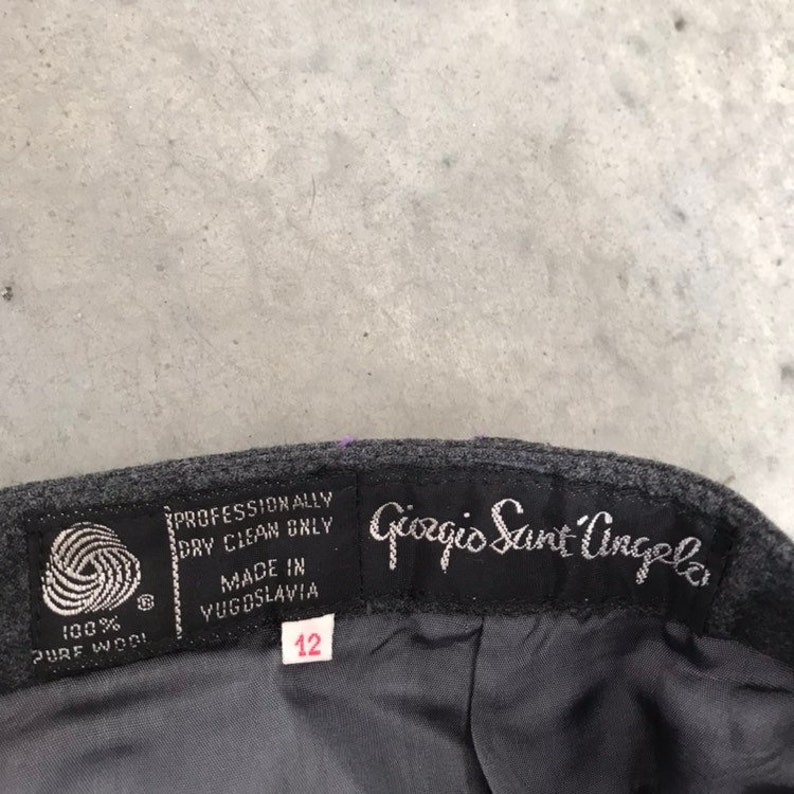 ®
100%
PURE WOOL
PROFESSIONALLY
DRY CLEAN ONLY
MADE IN
YUGOSLAVIA
12
Giorgio Sant'Angelo